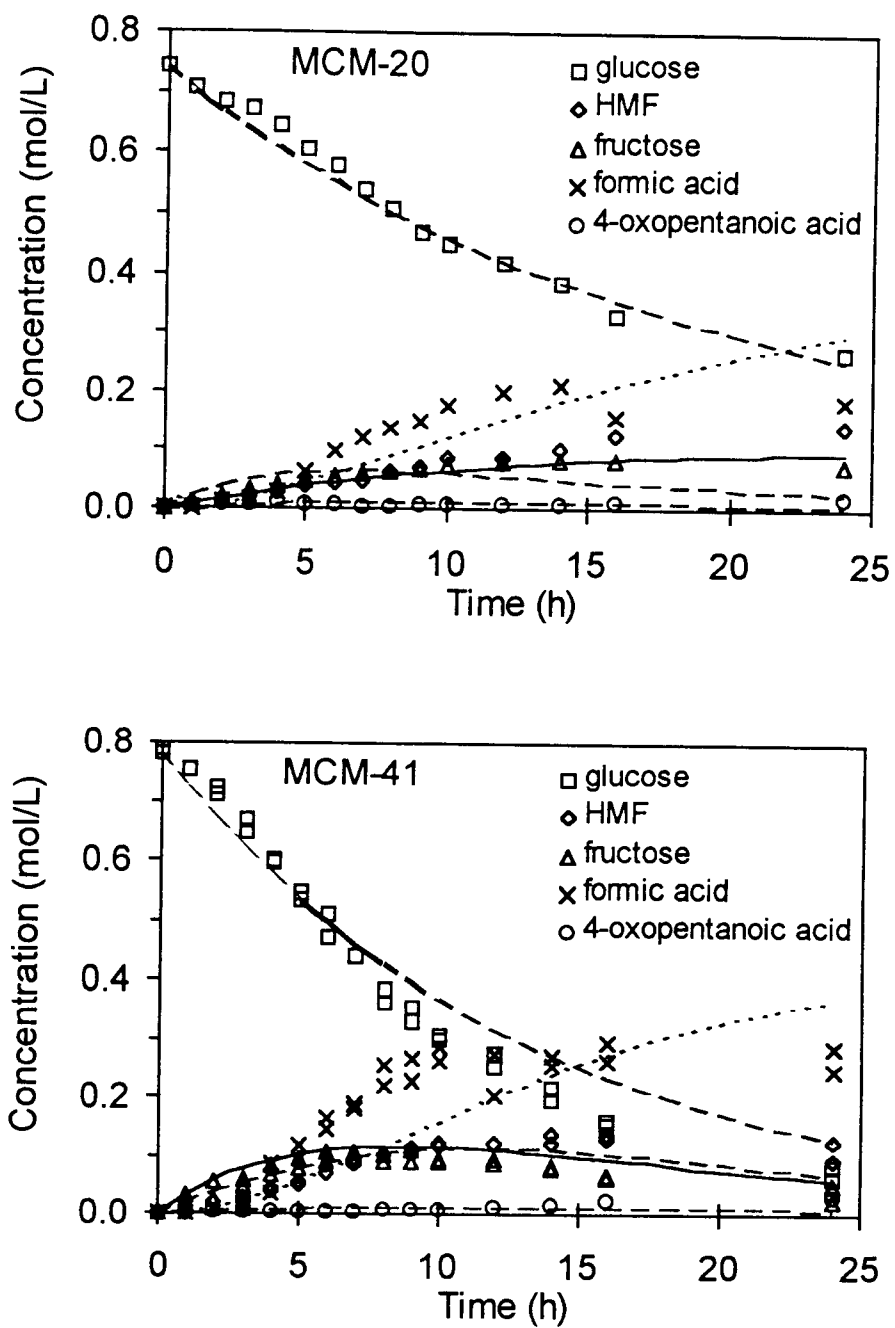 0.8
MCM-20
glucose
HMF
fructose
formic acid
4-oxopentanoic acid
0.6
0.4
0.2
0.0
Concentration (mol/L)
0 5 10 15 20 25
Time (h)
0.8
MCM-41
glucose
HMF
fructose
formic acid
4-oxopentanoic acid
0.6
0.4
0.2
0.0
Concentration (mol/L)
0 5 10 15 20 25
Time (h)